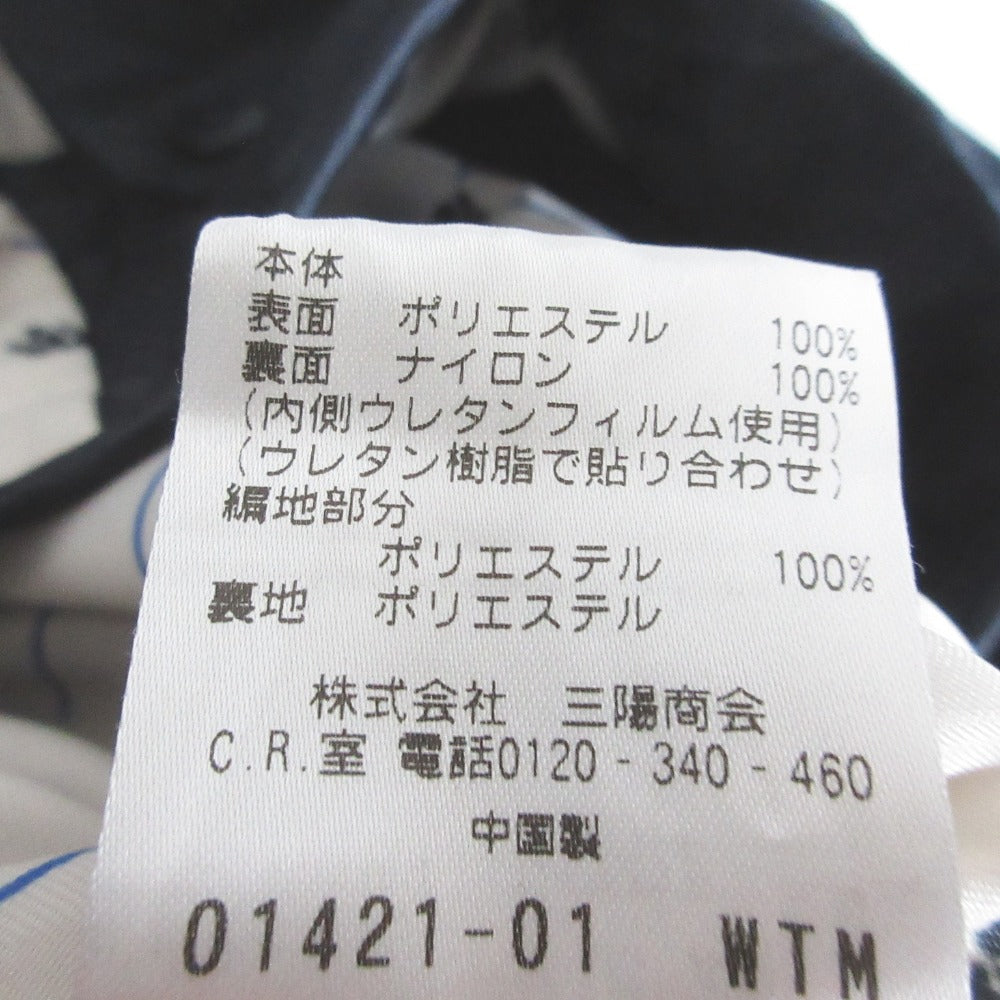 本体
表面 ポリエステル 100%
裏面 ナイロン 100%
(内側ウレタンフィルム使用)
(ウレタン樹脂で貼り合わせ)
編地部分
ポリエステル 100%
裏地 ポリエステル
株式会社 三陽商会
C.R.室 電話0120-340-460
中国製
01421-01 WTM